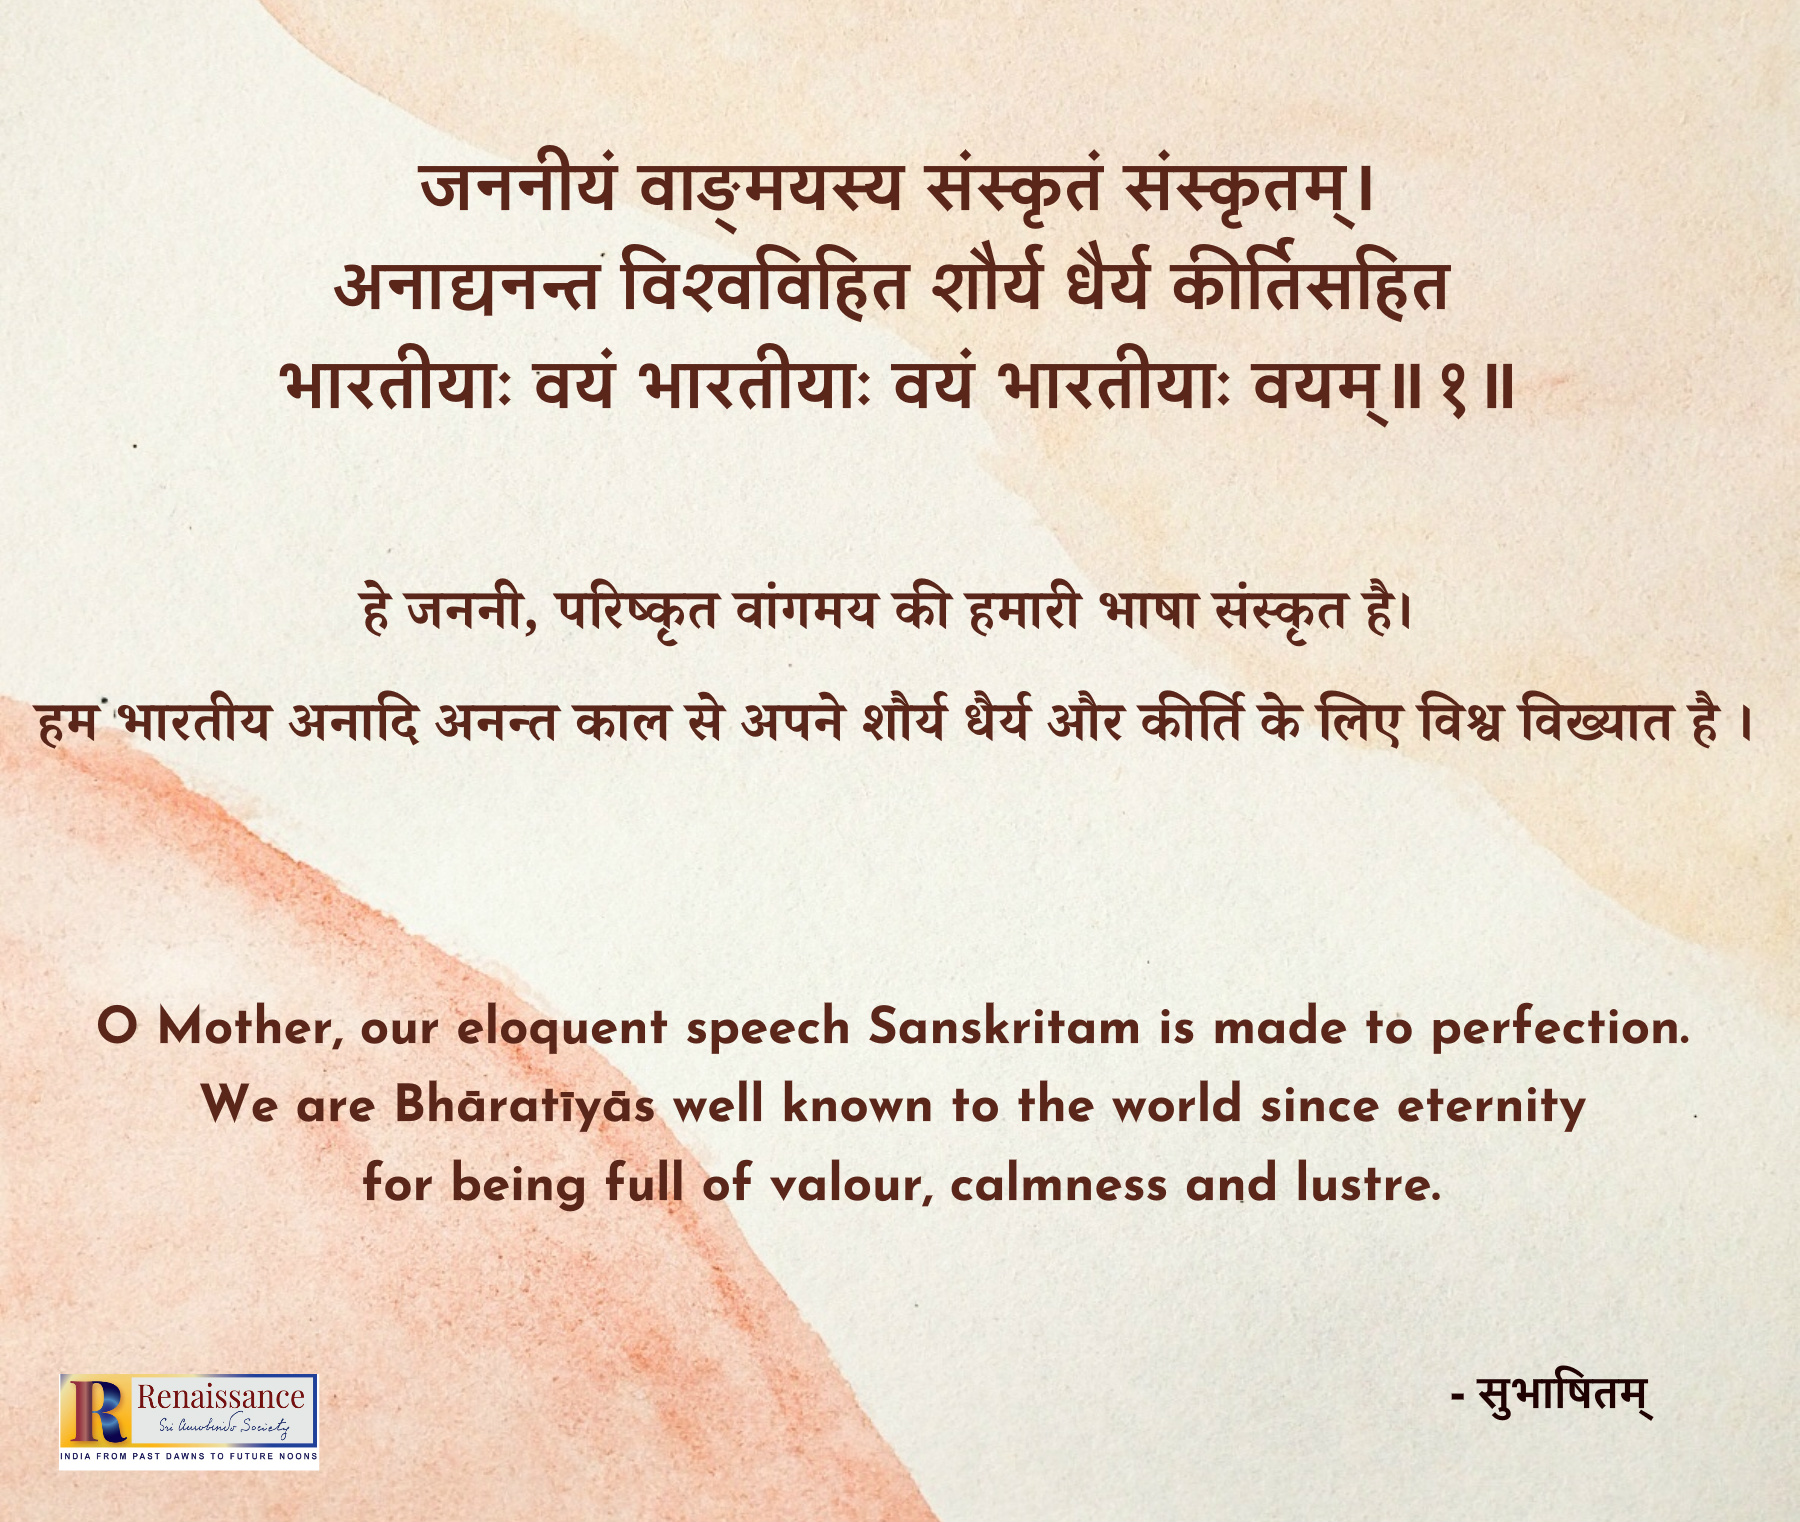 जननीयं वाङ्मयस्य संस्कृतं संस्कृतम्।
अनाद्यनन्त विश्वविहित शौर्य धैर्य कीर्तिसहित
भारतीयाः वयं भारतीयाः वयं भारतीयाः वयम्॥ १॥
हे जननी, परिष्कृत वांगमय की हमारी भाषा संस्कृत है।
हम भारतीय अनादि अनन्त काल से अपने शौर्य धैर्य और कीर्ति के लिए विश्व विख्यात है ।
O Mother, our eloquent speech Sanskritam is made to perfection.
We are Bhāratīyās well known to the world since eternity
for being full of valour, calmness and lustre.
- सुभाषितम्
R Renaissance
Sri Aurobindo Society
INDIA FROM PAST DAWNS TO FUTURE NOONS